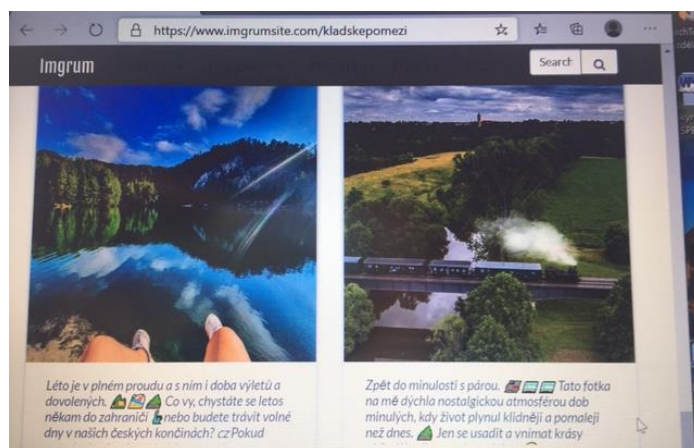 https://www.imgrumsite.com/kladskepomezi
Imgrum
Search
Léto je v plném proudu a s ním i doba výletů a
dovolených. Co vy, chystáte se letos
někam do zahraničí nebo budete trávit volné
dny v našich českých končinách? cz Pokud
Zpět do minulosti s párou. Tato fotka
na mě dýchla nostalgickou atmosférou dob
minulých, kdy život plynul klidněji a pomaleji
než dnes. Jen se usadit a vnímat krásy